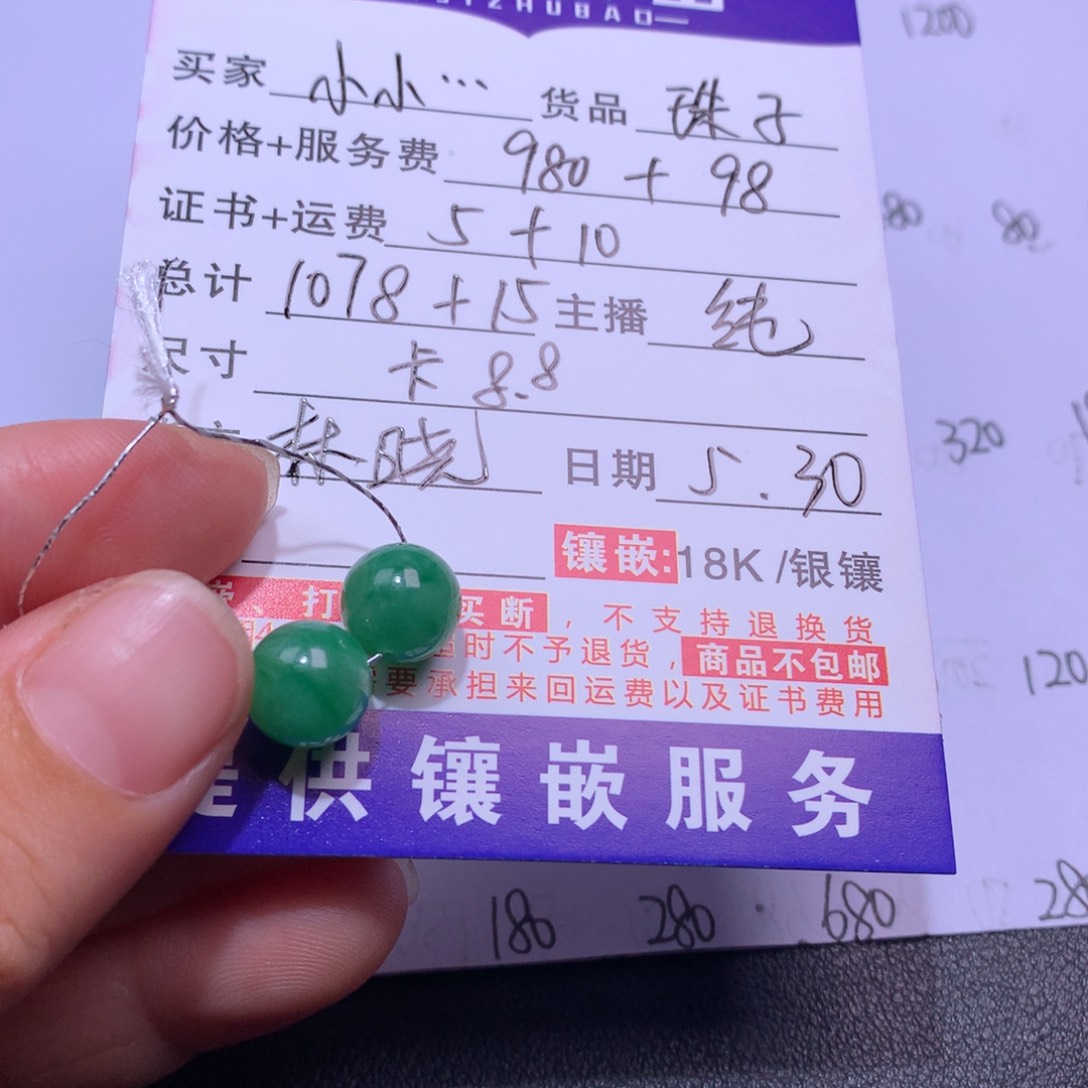 ZHUBAO
买家 小小… 货品 珠子
价格+服务费 980 + 98
证书+运费 5 + 10
总计 1078 + 15 主播 纯
尺寸 卡 8.8
林晓 日期 5.30
镶嵌: 18K /银镶
、打 买断,不支持退换货
时不予退货,商品不包邮
要承担来回运费以及证书费用
供镶嵌服务
1200
80 80
320
120
180 280 680 28